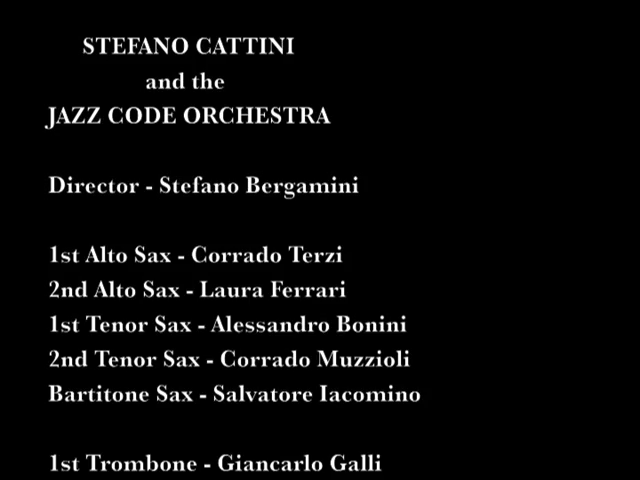 STEFANO CATTINI
and the
JAZZ CODE ORCHESTRA
Director - Stefano Bergamini
1st Alto Sax - Corrado Terzi
2nd Alto Sax - Laura Ferrari
1st Tenor Sax - Alessandro Bonini
2nd Tenor Sax - Corrado Muzzioli
Bartitone Sax - Salvatore Iacomino
1st Trombone - Giancarlo Galli